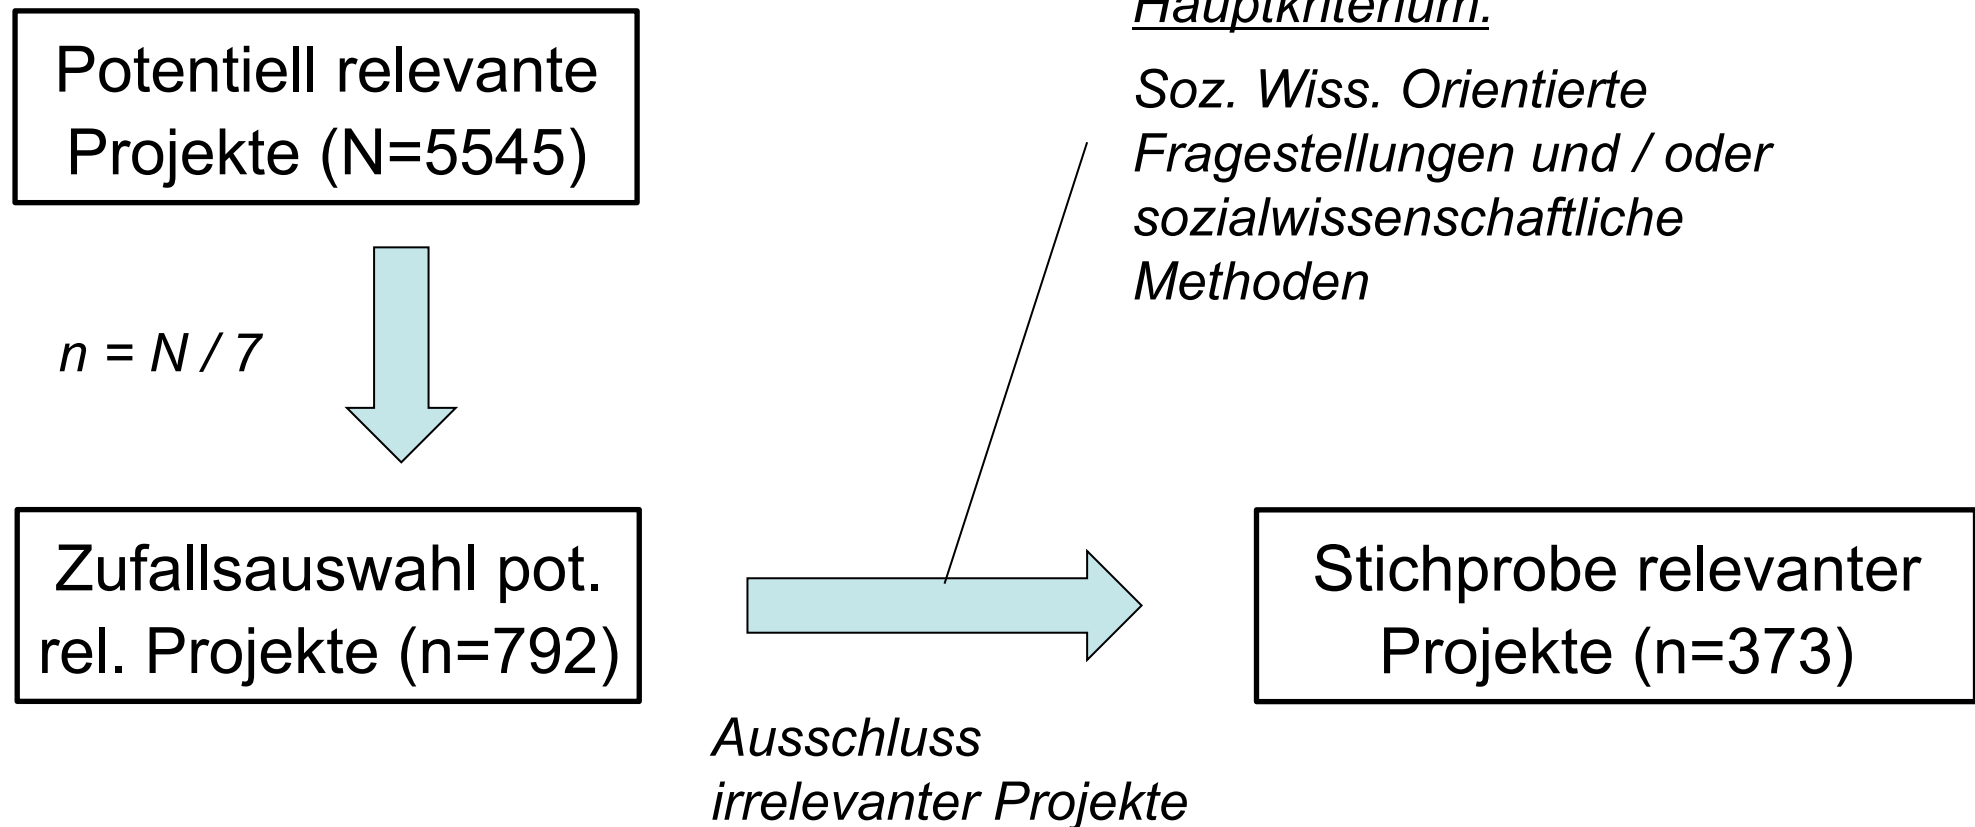 Potentiell relevante
Projekte (N=5545)
Hauptkriterium:
Soz. Wiss. Orientierte
Fragestellungen und / oder
sozialwissenschaftliche
Methoden
n = N / 7
Zufallsauswahl pot.
rel. Projekte (n=792)
Stichprobe relevanter
Projekte (n=373)
Ausschluss
irrelevanter Projekte